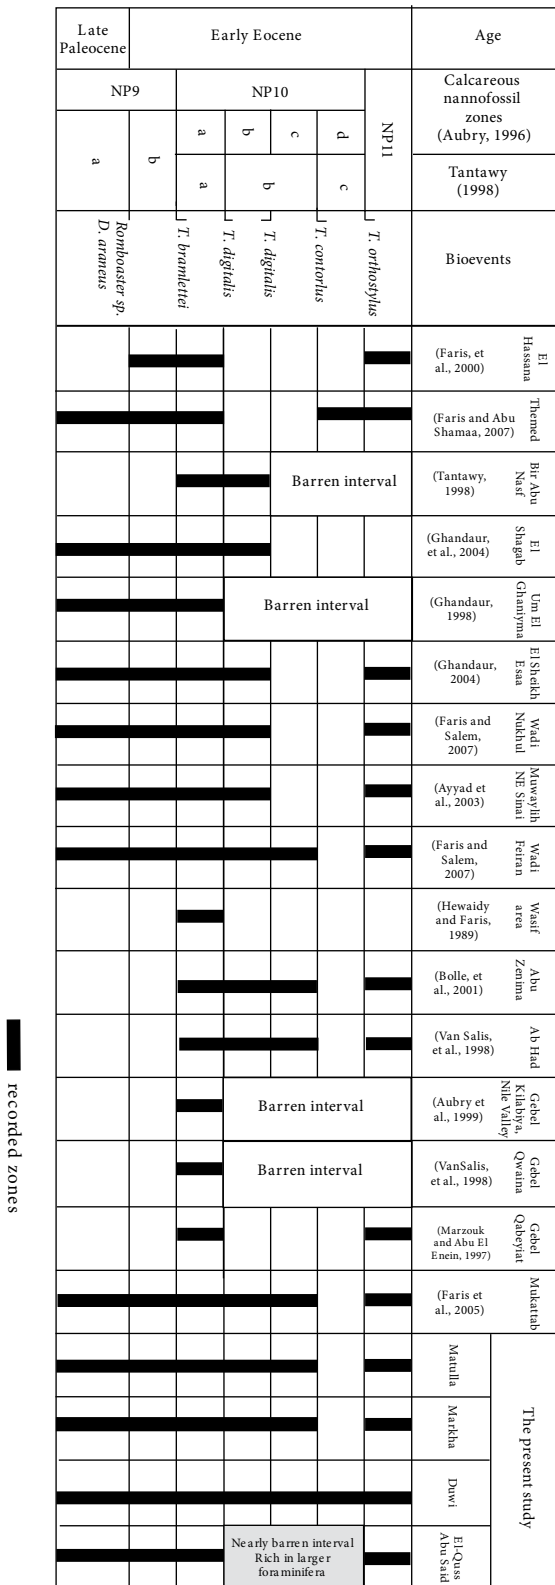 Late
Paleocene
Early Eocene
Age
NP9
NP10
NP11
Calcareous
nannofossil
zones
(Aubry, 1996)
a
b
a
b
c
d
Tantawy
(1998)
a
b
c
Romboaster sp.
D. araneus
T. bramlettei
T. digitalis
T. digitalis
T. contorlus
T. orthostylus
Bioevents
(Faris, et
al., 2000)
El
Hassana
(Faris and Abu
Shamaa, 2007)
Themed
Barren interval
(Tantawy,
1998)
Bir Abu
Nasf
(Ghandaur,
et al., 2004)
El
Shagab
Barren interval
(Ghandaur,
1998)
Um El
Ghaniyma
(Ghandaur,
2004)
El Sheikh
Esaa
(Faris and
Salem,
2007)
Wadi
Nukhul
(Ayyad et
al., 2003)
Muwaylih
NE Sinai
(Faris and
Salem,
2007)
Wadi
Feiran
(Hewaidy
and Faris,
1989)
Wasif
area
(Bolle, et
al., 2001)
Abu
Zenima
(Van Salis,
et al., 1998)
Ab Had
Barren interval
(Aubry et
al., 1999)
Gebel
Kilabiya,
Nile Valley
Barren interval
(VanSalis,
et al., 1998)
Gebel
Qwaina
(Marzouk
and Abu El
Enein, 1997)
Gebel
Qabeyiat
(Faris et
al., 2005)
Mukattab
Matulla
Markha
Duwi
Nearly barren interval
Rich in larger
foraminifera
El-Quss
Abu Said
The present study
recorded zones